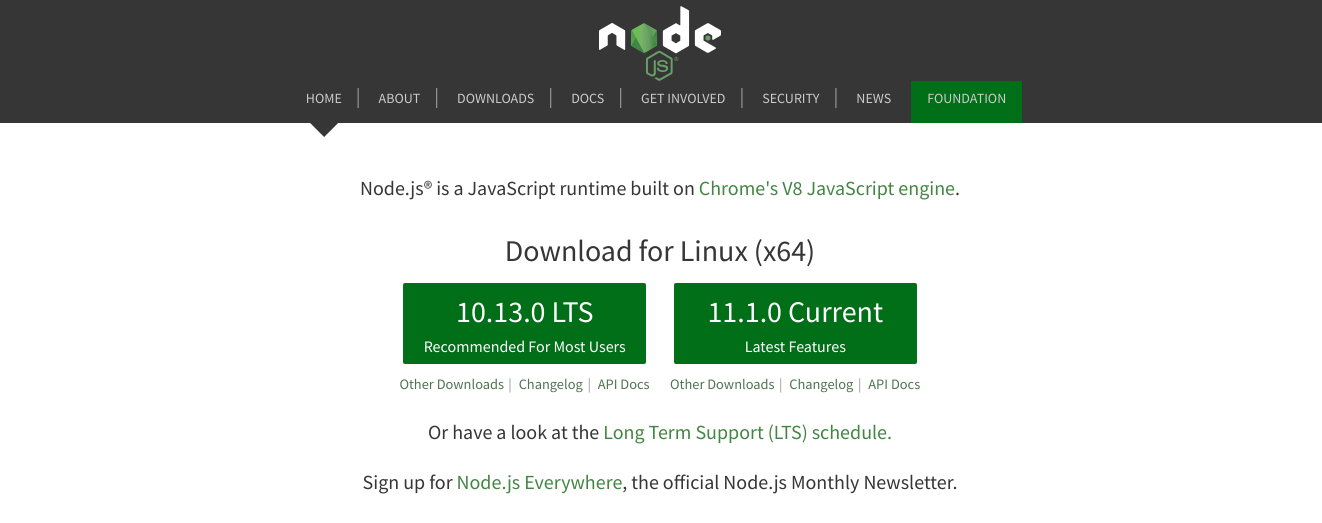 node
JS®
HOME | ABOUT | DOWNLOADS | DOCS | GET INVOLVED | SECURITY | NEWS FOUNDATION
Node.js® is a JavaScript runtime built on Chrome's V8 JavaScript engine.
Download for Linux (x64)
10.13.0 LTS
Recommended For Most Users
11.1.0 Current
Latest Features
Other Downloads | Changelog | API Docs
Other Downloads | Changelog | API Docs
Or have a look at the Long Term Support (LTS) schedule.
Sign up for Node.js Everywhere, the official Node.js Monthly Newsletter.